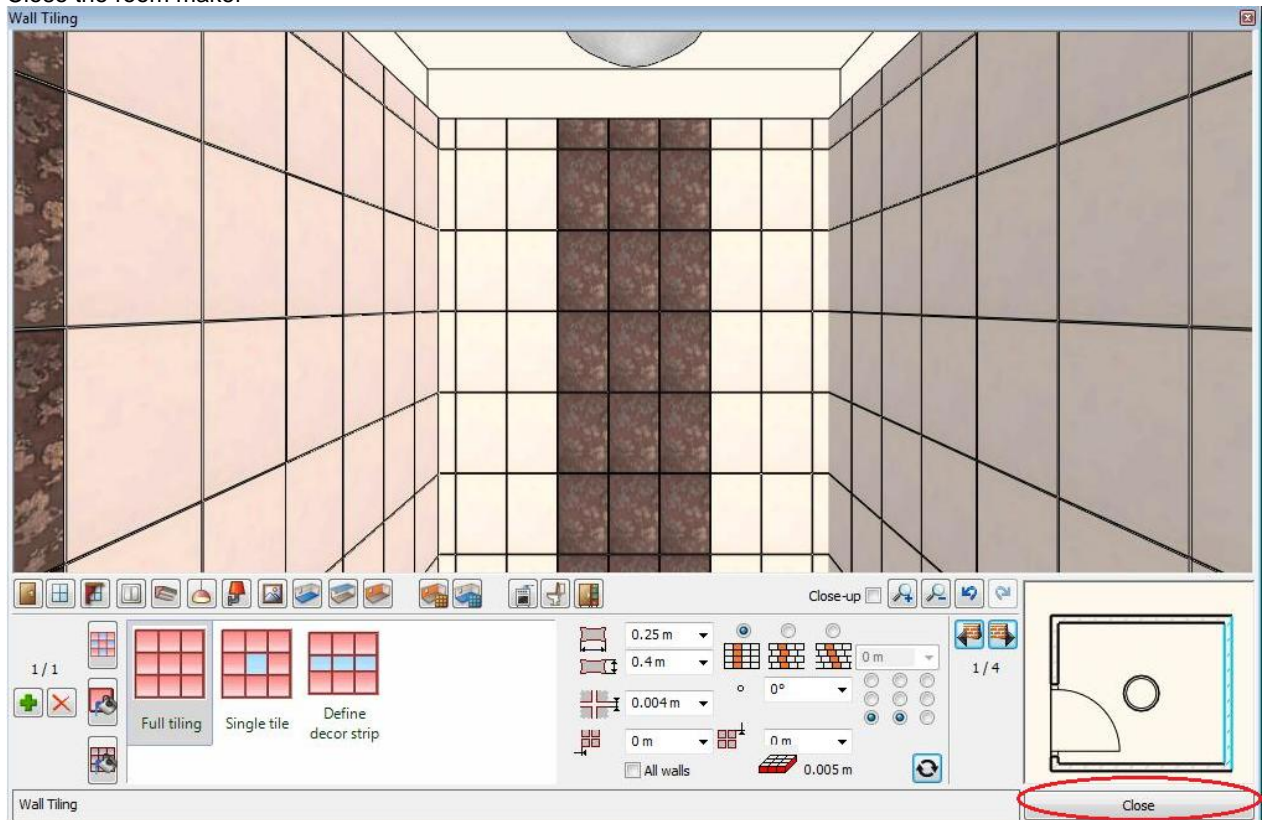 Close the room maker
Wall Tiling
Close-up
1 / 1
Full tiling
Single tile
Define
decor strip
0.25 m
0.4 m
0.004 m
0 m
All walls
0°
0 m
0.005 m
0 m
1 / 4
Wall Tiling
Close